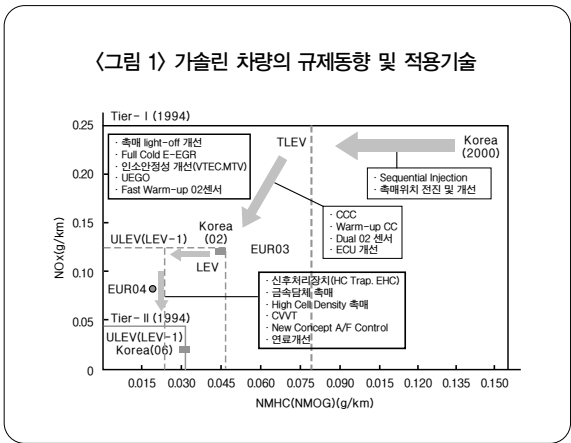 〈그림 1〉 가솔린 차량의 규제동향 및 적용기술
Tier-Ⅰ(1994)
0.25
· 촉매 light-off 개선
· Full Cold E-EGR
· 인소안정성 개선(VTEC.MTV)
· UEGO
· Fast Warm-up 02센서
TLEV
Korea
(2000)
0.20
· Sequential Injection
· 촉매위치 전진 및 개선
· CCC
· Warm-up CC
· Dual 02 센서
· ECU 개선
0.15
Korea
(02)
ULEV(LEV-1)
EUR03
LEV
0.10
EUR04
· 신후처리장치(HC Trap. EHC)
· 금속담체 촉매
· High Cell Density 촉매
· CVVT
· New Concept A/F Control
· 연료개선
0.05
Tier-Ⅱ(1994)
ULEV(LEV-1)
Korea(06)
0
NOx(g/km)
0.015 0.030 0.045 0.060 0.075 0.090 0.015 0.120 0.135 0.150
NMHC(NMOG)(g/km)